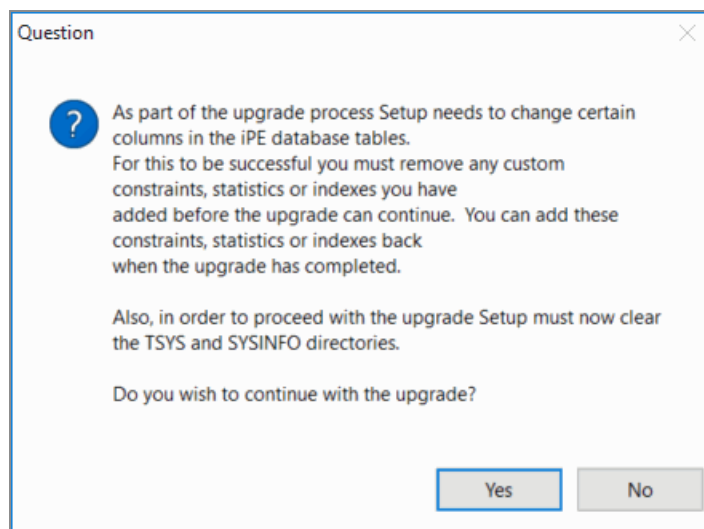 Question
As part of the upgrade process Setup needs to change certain
columns in the iPE database tables.
For this to be successful you must remove any custom
constraints, statistics or indexes you have
added before the upgrade can continue.  You can add these
constraints, statistics or indexes back
when the upgrade has completed.
Also, in order to proceed with the upgrade Setup must now clear
the TSYS and SYSINFO directories.
Do you wish to continue with the upgrade?
Yes
No